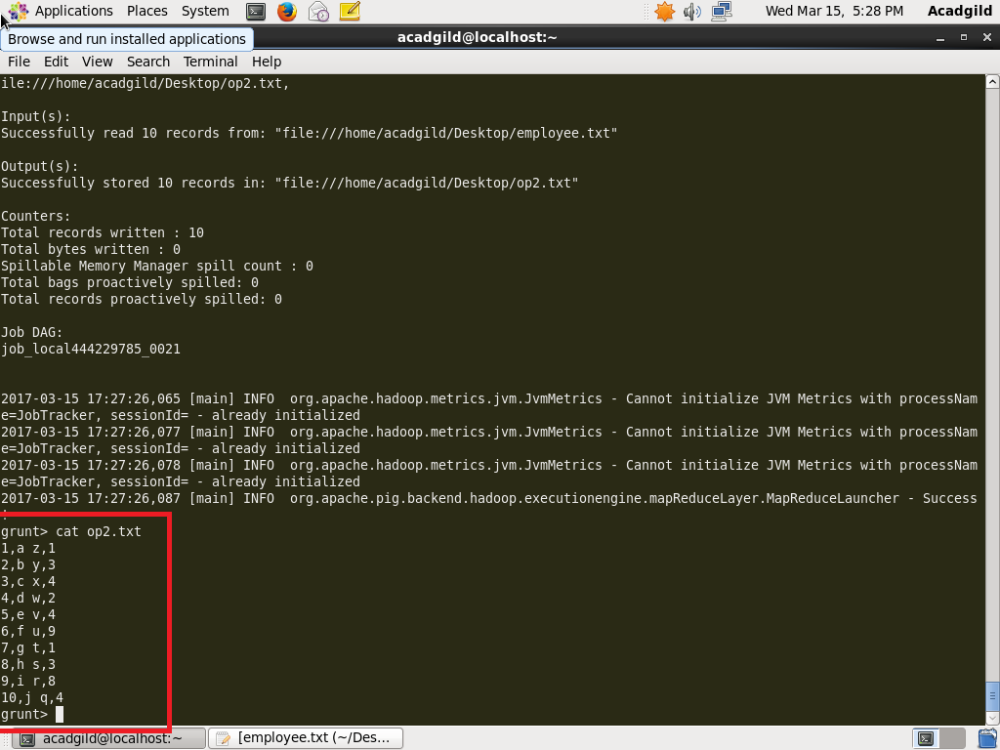 Applications Places System Wed Mar 15, 5:28 PM Acadgild
Browse and run installed applications
acadgild@localhost:~
File Edit View Search Terminal Help
ile:///home/acadgild/Desktop/op2.txt,
Input(s):
Successfully read 10 records from: "file:///home/acadgild/Desktop/employee.txt"
Output(s):
Successfully stored 10 records in: "file:///home/acadgild/Desktop/op2.txt"
Counters:
Total records written : 10
Total bytes written : 0
Spillable Memory Manager spill count : 0
Total bags proactively spilled: 0
Total records proactively spilled: 0
Job DAG:
job_local444229785_0021
2017-03-15 17:27:26,065 [main] INFO  org.apache.hadoop.metrics.jvm.JvmMetrics - Cannot initialize JVM Metrics with processNam
e=JobTracker, sessionId= - already initialized
2017-03-15 17:27:26,077 [main] INFO  org.apache.hadoop.metrics.jvm.JvmMetrics - Cannot initialize JVM Metrics with processNam
e=JobTracker, sessionId= - already initialized
2017-03-15 17:27:26,078 [main] INFO  org.apache.hadoop.metrics.jvm.JvmMetrics - Cannot initialize JVM Metrics with processNam
e=JobTracker, sessionId= - already initialized
2017-03-15 17:27:26,087 [main] INFO  org.apache.pig.backend.hadoop.executionengine.mapReduceLayer.MapReduceLauncher - Success
grunt> cat op2.txt
1,a z,1
2,b y,3
3,c x,4
4,d w,2
5,e v,4
6,f u,9
7,g t,1
8,h s,3
9,i r,8
10,j q,4
grunt>
acadgild@localhost:~ [employee.txt (~/Des...